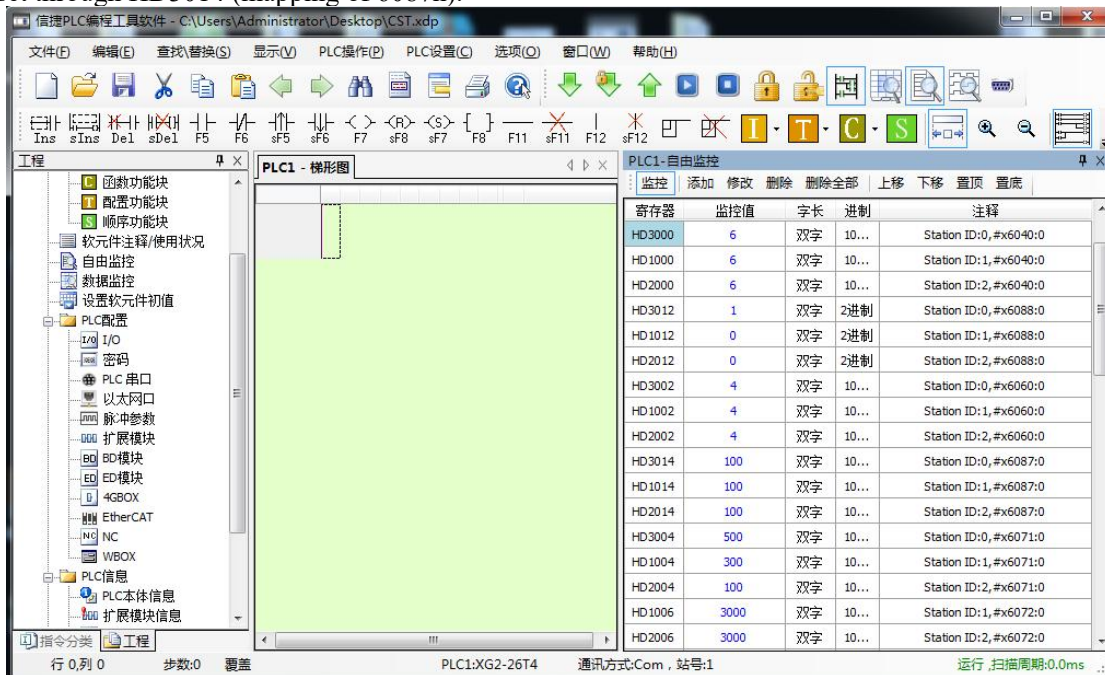 set through HD3014 (mapping of 6087h).
信捷PLC编程工具软件 - C:\Users\Administrator\Desktop\CST.xdp
文件(F) 编辑(E) 查找\替换(S) 显示(V) PLC操作(P) PLC设置(C) 选项(O) 窗口(W) 帮助(H)
Ins sIns Del sDel F5 F6 sF5 sF6 F7 sF8 sF7 F8 F11 sF11 F12 sF12 I T C S
工程
函数功能块
配置功能块
顺序功能块
软元件注释/使用状况
自由监控
数据监控
设置软元件初值
PLC配置
I/O
密码
PLC 串口
以太网口
脉冲参数
扩展模块
BD模块
ED模块
4GBOX
EtherCAT
NC
WBOX
PLC信息
PLC本体信息
扩展模块信息
指令分类 工程
PLC1 - 梯形图
PLC1-自由监控
监控 添加 修改 删除 删除全部 上移 下移 置顶 置底
寄存器 监控值 字长 进制 注释
HD3000 6 双字 10... Station ID:0,#x6040:0
HD1000 6 双字 10... Station ID:1,#x6040:0
HD2000 6 双字 10... Station ID:2,#x6040:0
HD3012 1 双字 2进制 Station ID:0,#x6088:0
HD1012 0 双字 2进制 Station ID:1,#x6088:0
HD2012 0 双字 2进制 Station ID:2,#x6088:0
HD3002 4 双字 10... Station ID:0,#x6060:0
HD1002 4 双字 10... Station ID:1,#x6060:0
HD2002 4 双字 10... Station ID:2,#x6060:0
HD3014 100 双字 10... Station ID:0,#x6087:0
HD1014 100 双字 10... Station ID:1,#x6087:0
HD2014 100 双字 10... Station ID:2,#x6087:0
HD3004 500 双字 10... Station ID:0,#x6071:0
HD1004 300 双字 10... Station ID:1,#x6071:0
HD2004 100 双字 10... Station ID:2,#x6071:0
HD1006 3000 双字 10... Station ID:1,#x6072:0
HD2006 3000 双字 10... Station ID:2,#x6072:0
行 0,列 0 步数:0 覆盖 PLC1:XG2-26T4 通讯方式:Com，站号:1 运行 ,扫描周期:0.0ms